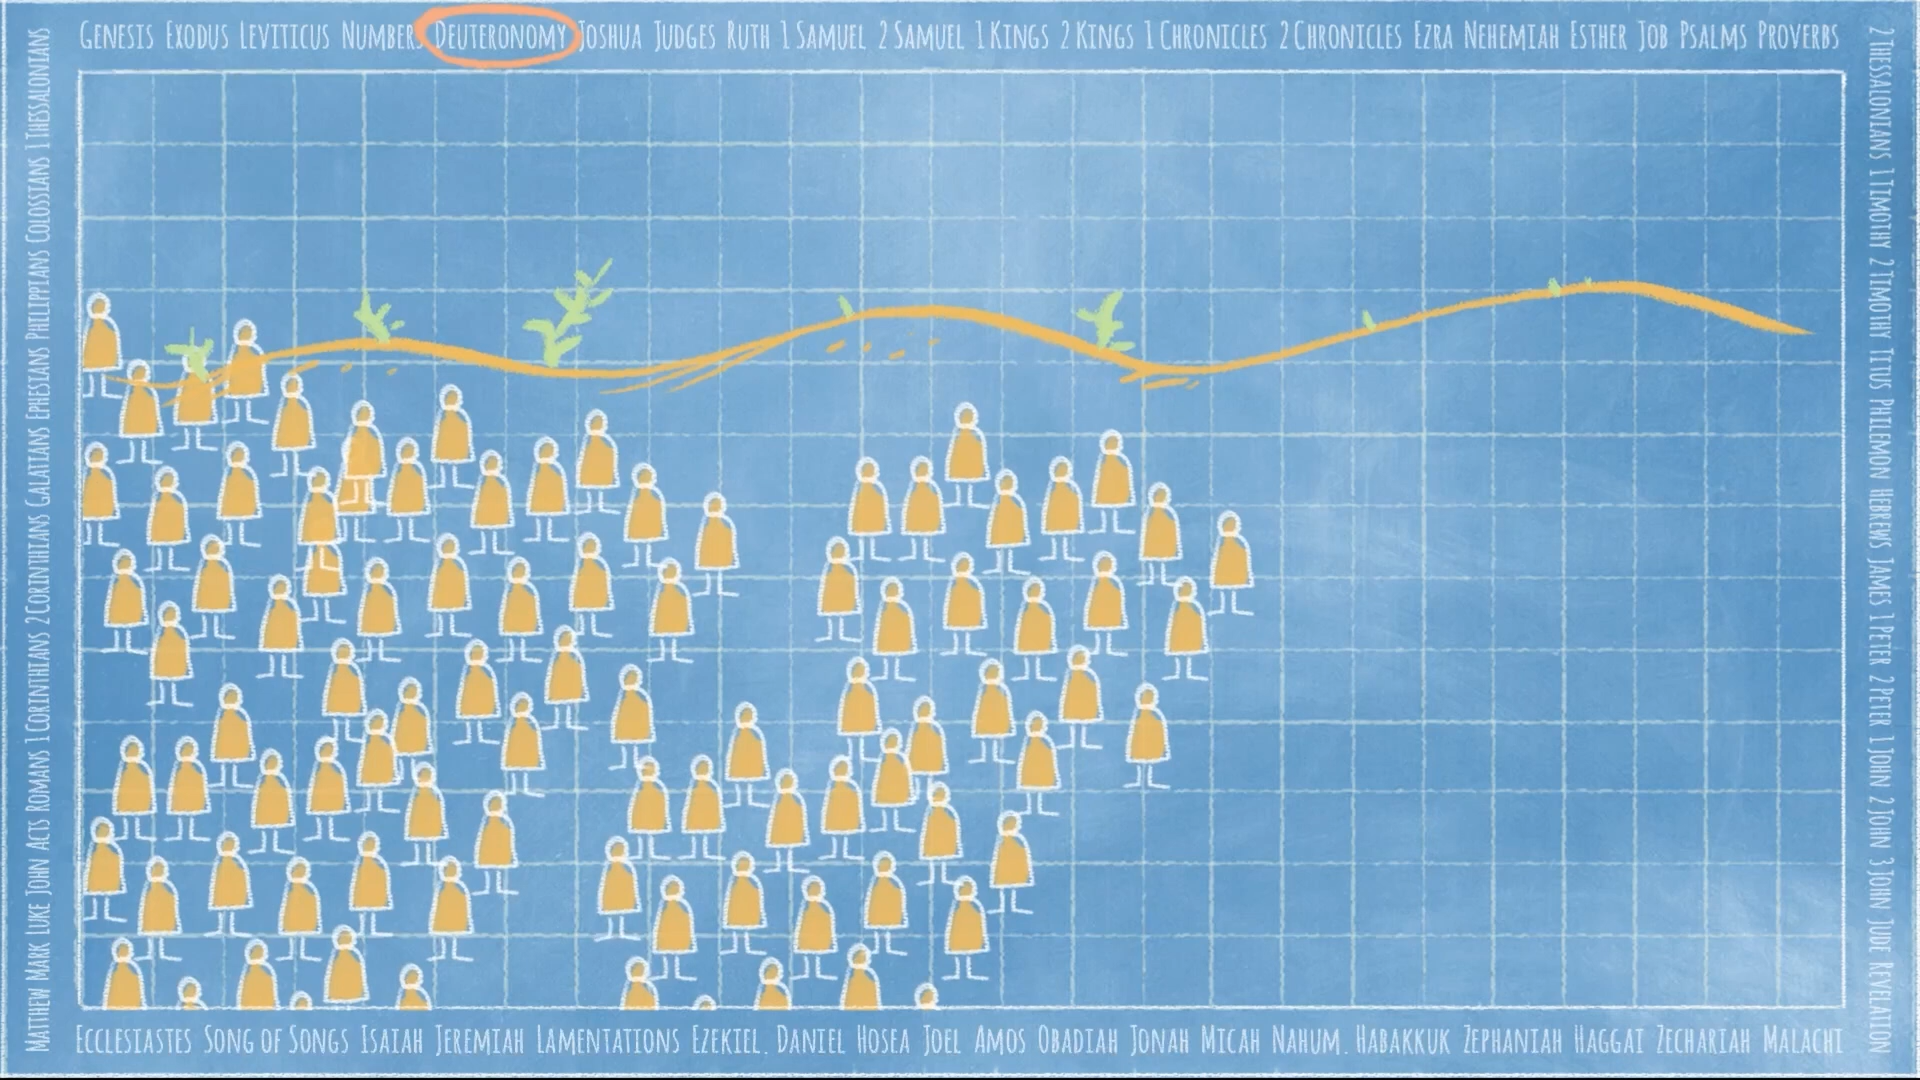 GENESIS EXODUS LEVITICUS NUMBERS DEUTERONOMY JOSHUA JUDGES RUTH 1 SAMUEL 2 SAMUEL 1 KINGS 2 KINGS 1 CHRONICLES 2 CHRONICLES EZRA NEHEMIAH ESTHER JOB PSALMS PROVERBS
ECCLESIASTES SONG OF SONGS ISAIAH JEREMIAH LAMENTATIONS EZEKIEL. DANIEL HOSEA JOEL AMOS OBADIAH JONAH MICAH NAHUM. HABAKKUK ZEPHANIAH HAGGAI ZECHARIAH MALACHI
MATTHEW MARK LUKE JOHN ACTS ROMANS 1 CORINTHIANS 2 CORINTHIANS GALATIANS EPHESIANS PHILIPPIANS COLOSSIANS 1 THESSALONIANS
2 THESSALONIANS 1 TIMOTHY 2 TIMOTHY TITUS PHILEMON HEBREWS JAMES 1 PETER 2 PETER 1 JOHN 2 JOHN 3 JOHN JUDE REVELATION